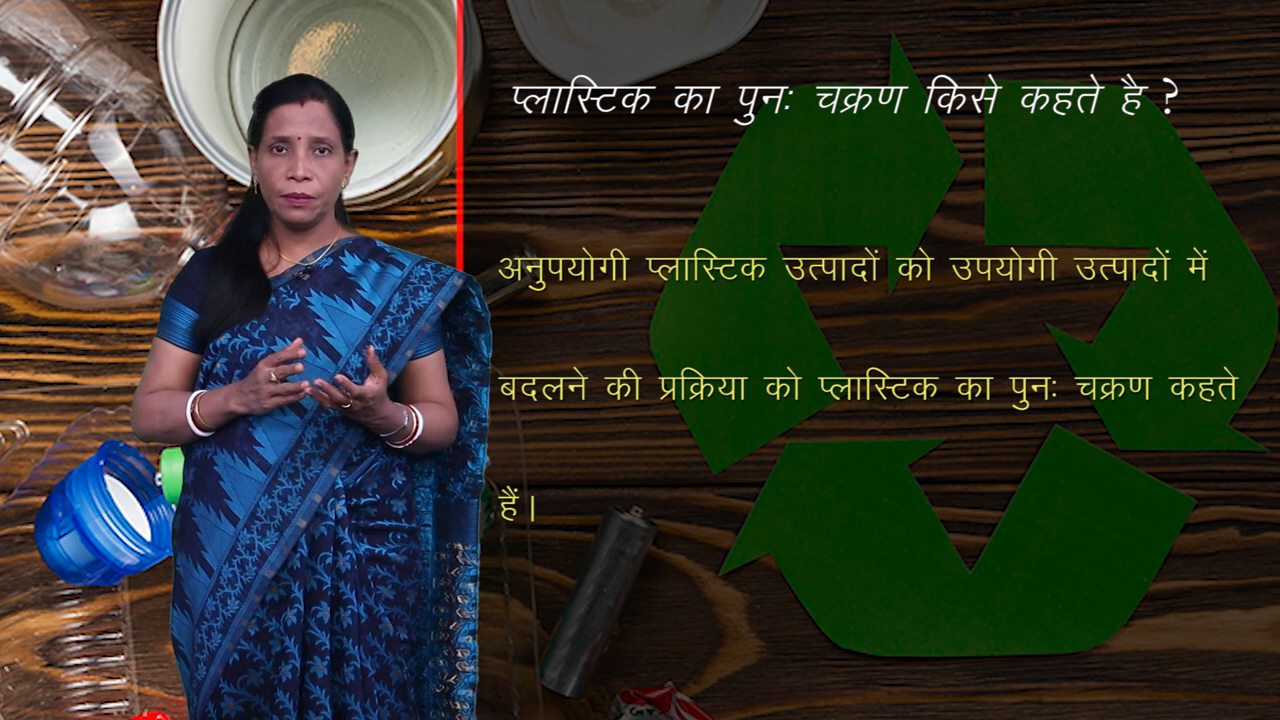 प्लास्टिक का पुनः चक्रण किसे कहते है ?
अनुपयोगी प्लास्टिक उत्पादों को उपयोगी उत्पादों में
बदलने की प्रक्रिया को प्लास्टिक का पुनः चक्रण कहते
हैं।